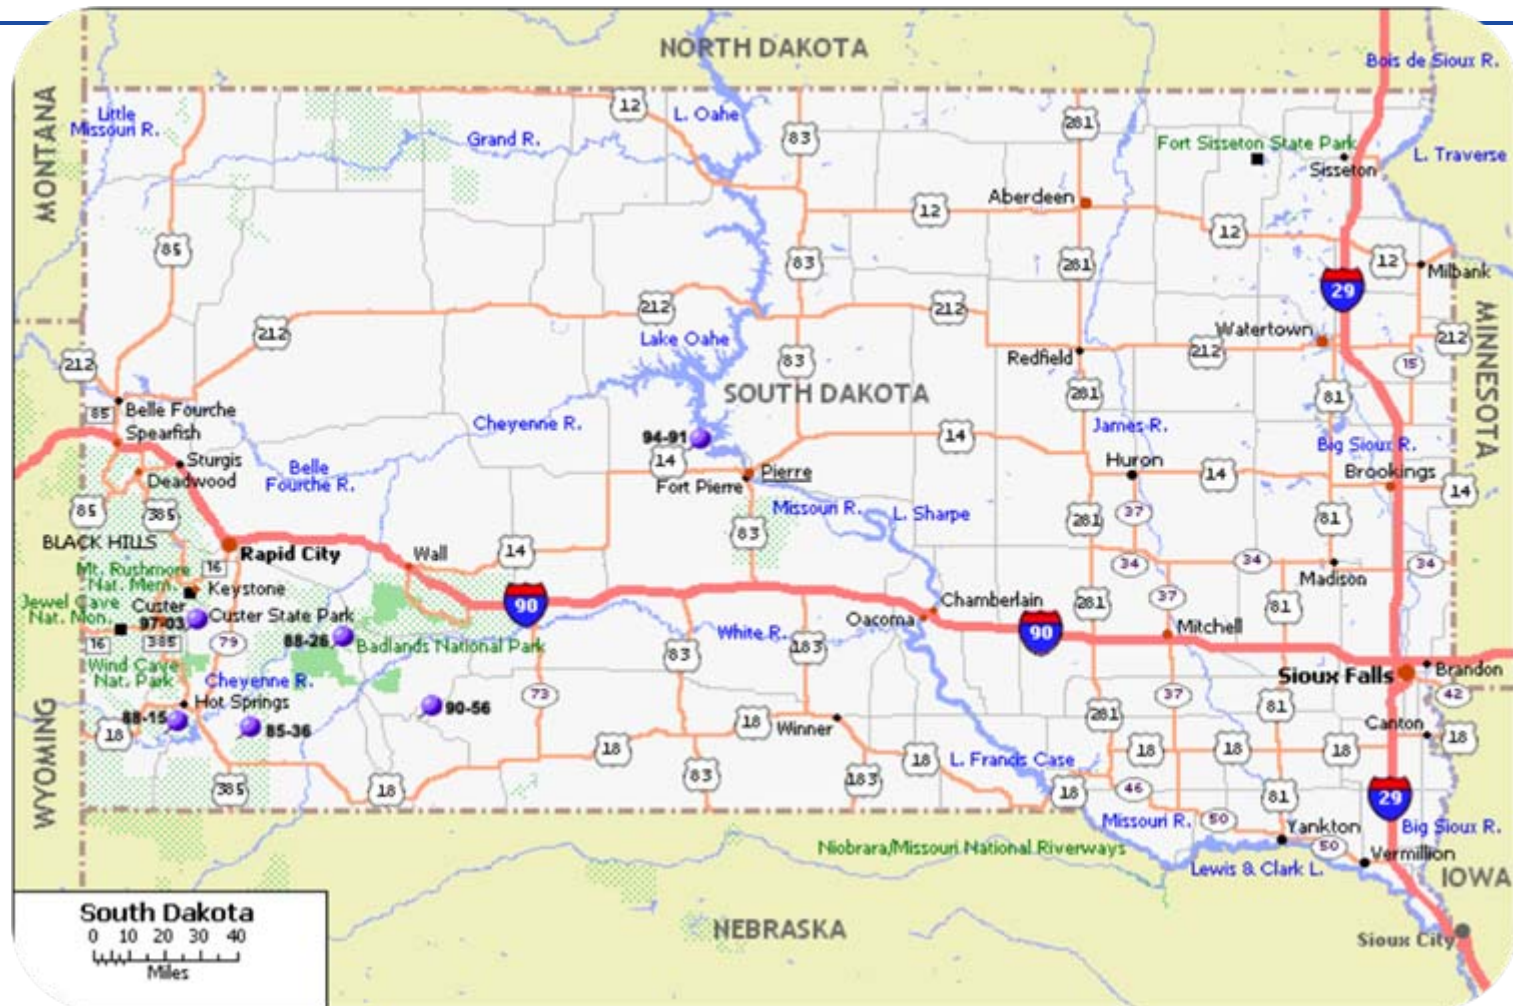 NORTH DAKOTA
Bois de Sioux R.
MONTANA
Little
Missouri R.
12
L. Oahe
Grand R.
83
281
Fort Sisseton State Park
Sisseton
L. Traverse
Aberdeen
12
12
85
83
281
12
Milbank
29
212
212
212
Lake Oahe
Watertown
212
MINNESOTA
212
83
Redfield
212
15
SOUTH DAKOTA
281
81
85
Belle Fourche
Spearfish
Cheyenne R.
94-91
14
James R.
Big Sioux R.
Sturgis
Deadwood
Belle
Fourche R.
14
Pierre
Fort Pierre
Huron
14
Brookings
14
85
385
Missouri R.
L. Sharpe
37
281
81
BLACK HILLS
Rapid City
Wall
14
83
Mt. Rushmore
Nat. Mem.
16
Keystone
34
34
34
Madison
Jewel Cave
Nat. Mon.
Custer
97-03
Custer State Park
90
Chamberlain
Oacoma
281
37
81
16
385
79
88-26
Badlands National Park
White R.
83
183
90
Mitchell
Sioux Falls
Brandon
Wind Cave
Nat. Park
Cheyenne R.
73
37
42
Hot Springs
88-15
85-36
90-56
18
18
Winner
281
81
Canton
18
WYOMING
18
83
183
18
L. Francis Case
18
18
18
385
18
18
46
81
29
Missouri R.
50
Yankton
50
Big Sioux R.
Vermillion
Niobrara/Missouri National Riverways
Lewis & Clark L.
IOWA
South Dakota
0 10 20 30 40
Miles
NEBRASKA
Sioux City